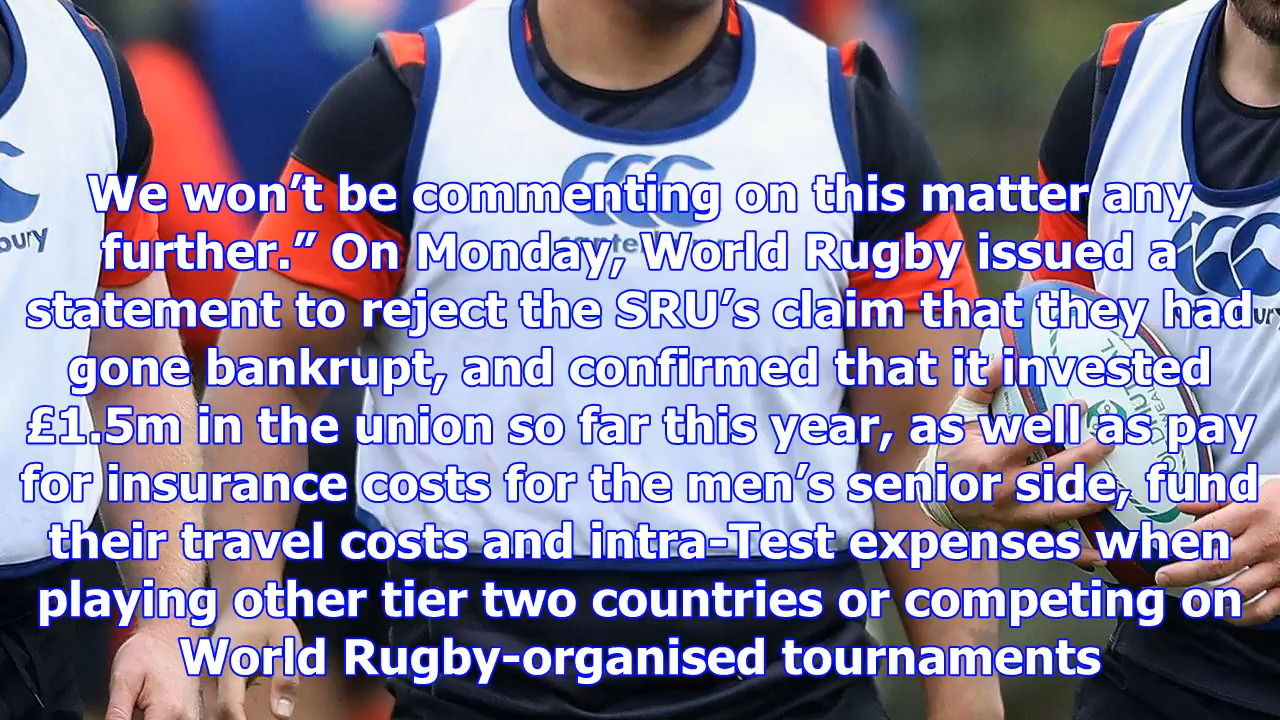 We won’t be commenting on this matter any
further.” On Monday, World Rugby issued a
statement to reject the SRU’s claim that they had
gone bankrupt, and confirmed that it invested
£1.5m in the union so far this year, as well as pay
for insurance costs for the men’s senior side, fund
their travel costs and intra-Test expenses when
playing other tier two countries or competing on
World Rugby-organised tournaments